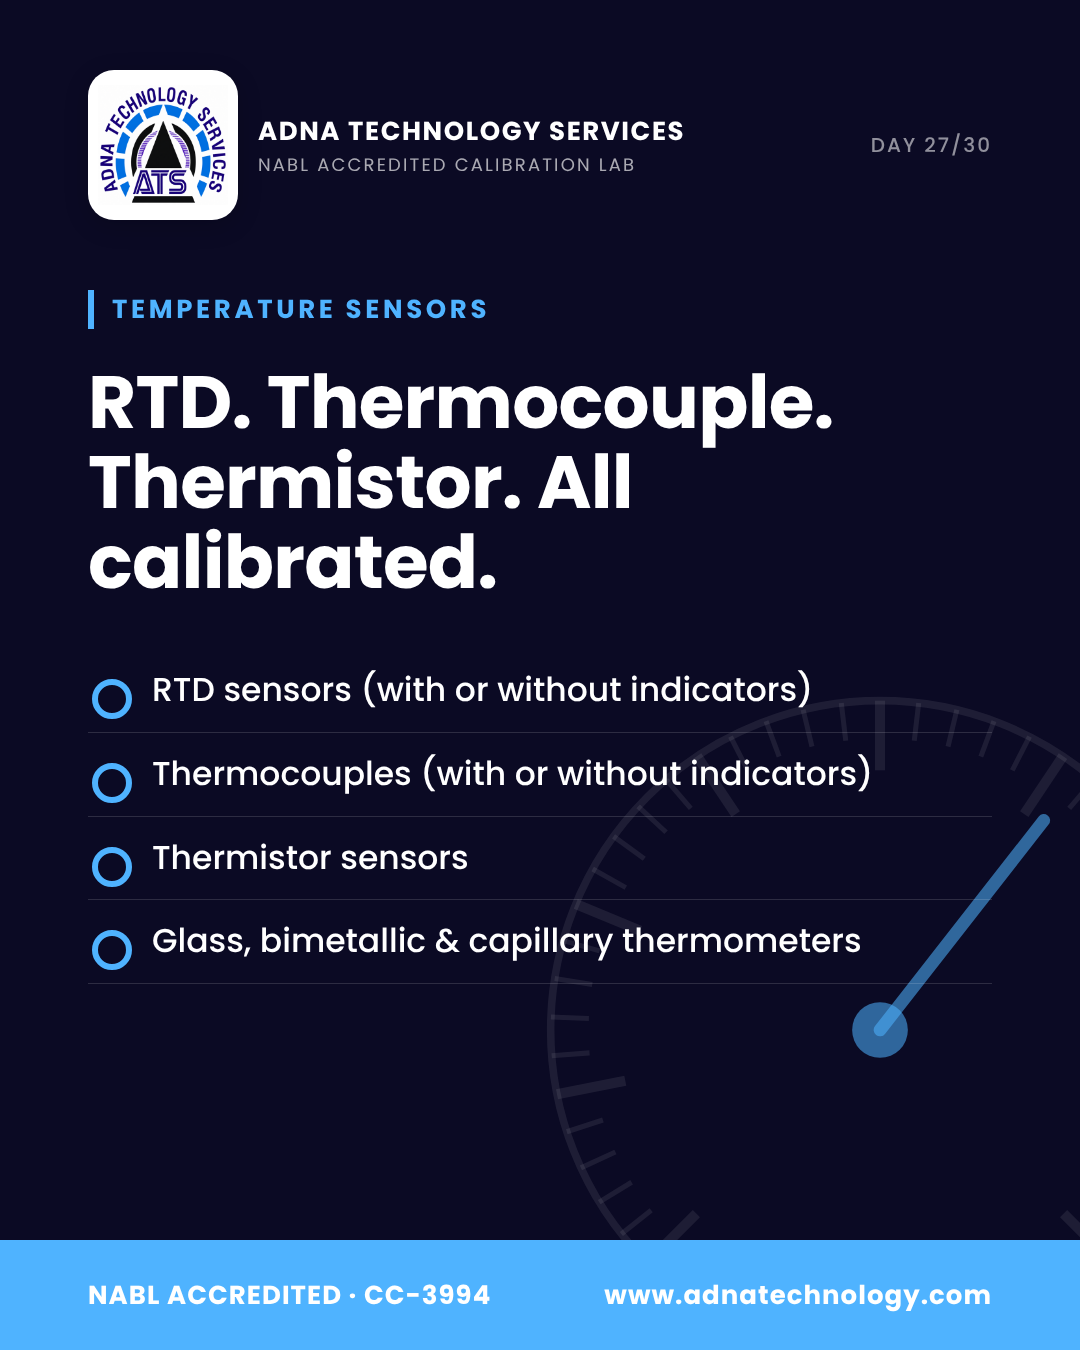 ADNA TECHNOLOGY SERVICES
ATS
ADNA TECHNOLOGY SERVICES
NABL ACCREDITED CALIBRATION LAB
DAY 27/30
TEMPERATURE SENSORS
RTD. Thermocouple.
Thermistor. All
calibrated.
RTD sensors (with or without indicators)
Thermocouples (with or without indicators)
Thermistor sensors
Glass, bimetallic & capillary thermometers
NABL ACCREDITED · CC-3994
www.adnatechnology.com